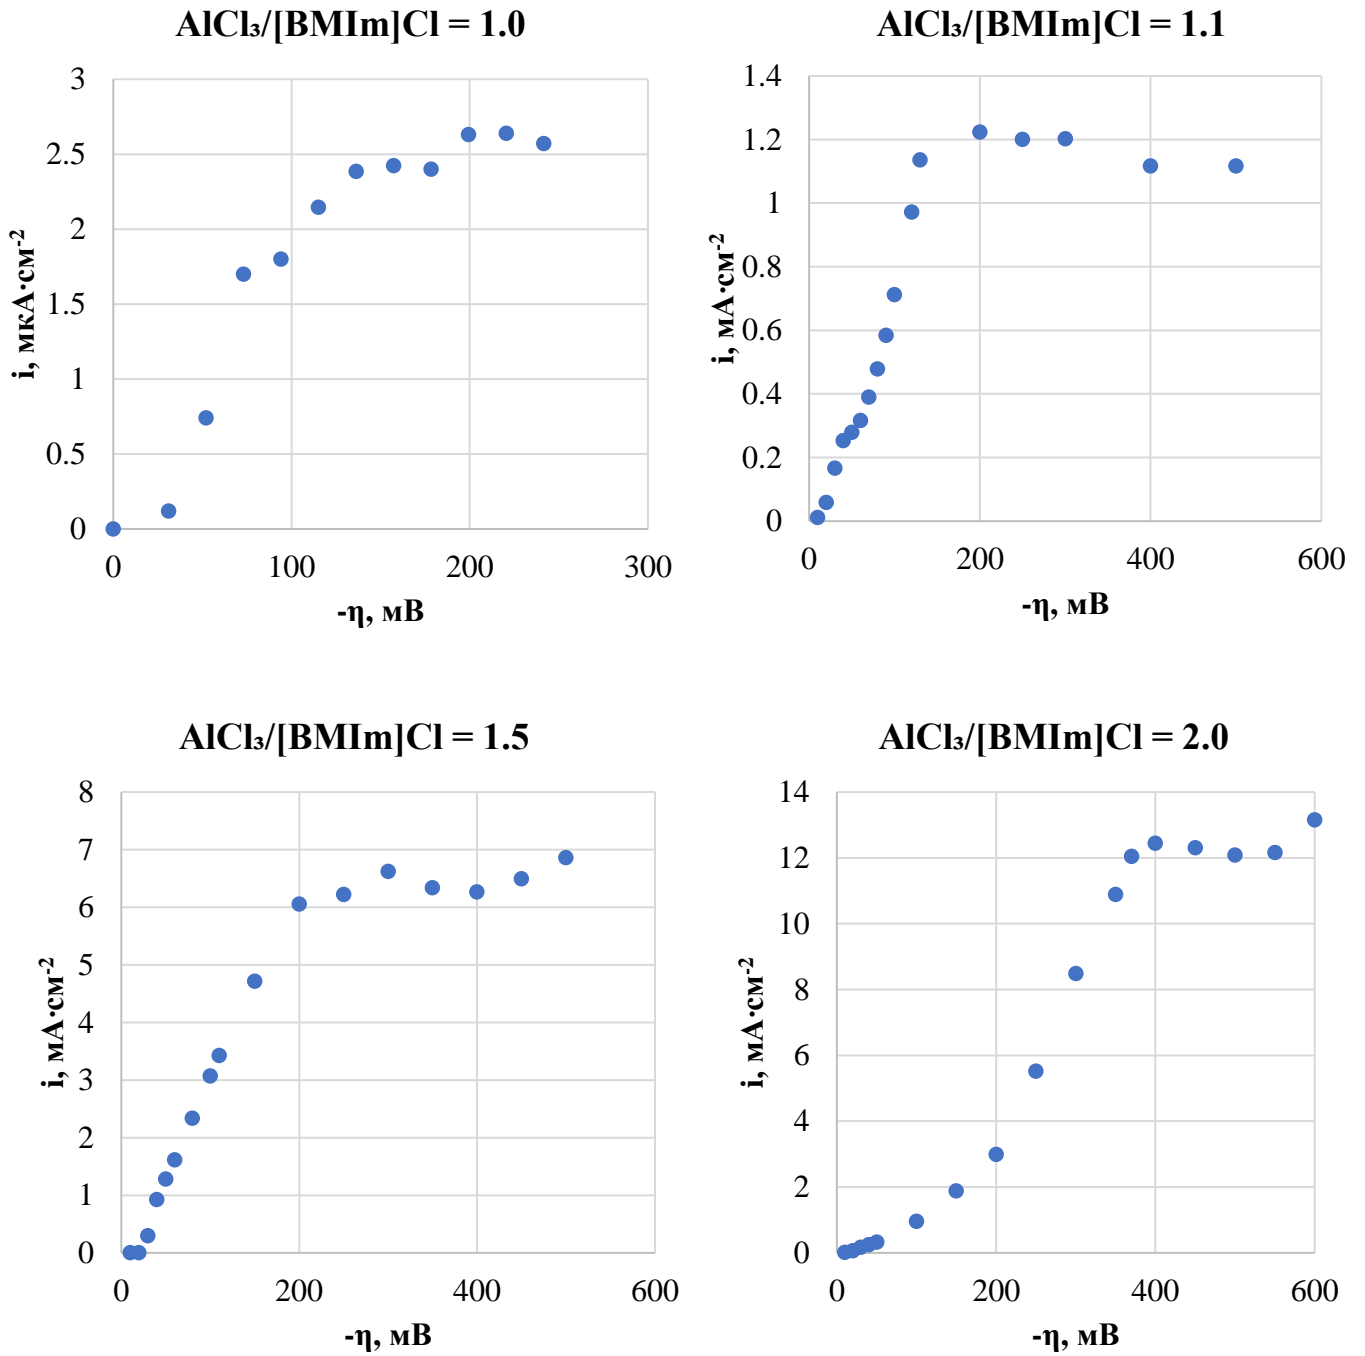 AlCl₃/[BMIm]Cl = 1.0
3
2.5
2
1.5
1
0.5
0
i, мкА·см⁻²
0 100 200 300
-η, мВ
AlCl₃/[BMIm]Cl = 1.1
1.4
1.2
1
0.8
0.6
0.4
0.2
0
i, мА·см⁻²
0 200 400 600
-η, мВ
AlCl₃/[BMIm]Cl = 1.5
8
7
6
5
4
3
2
1
0
i, мА·см⁻²
0 200 400 600
-η, мВ
AlCl₃/[BMIm]Cl = 2.0
14
12
10
8
6
4
2
0
i, мА·см⁻²
0 200 400 600
-η, мВ